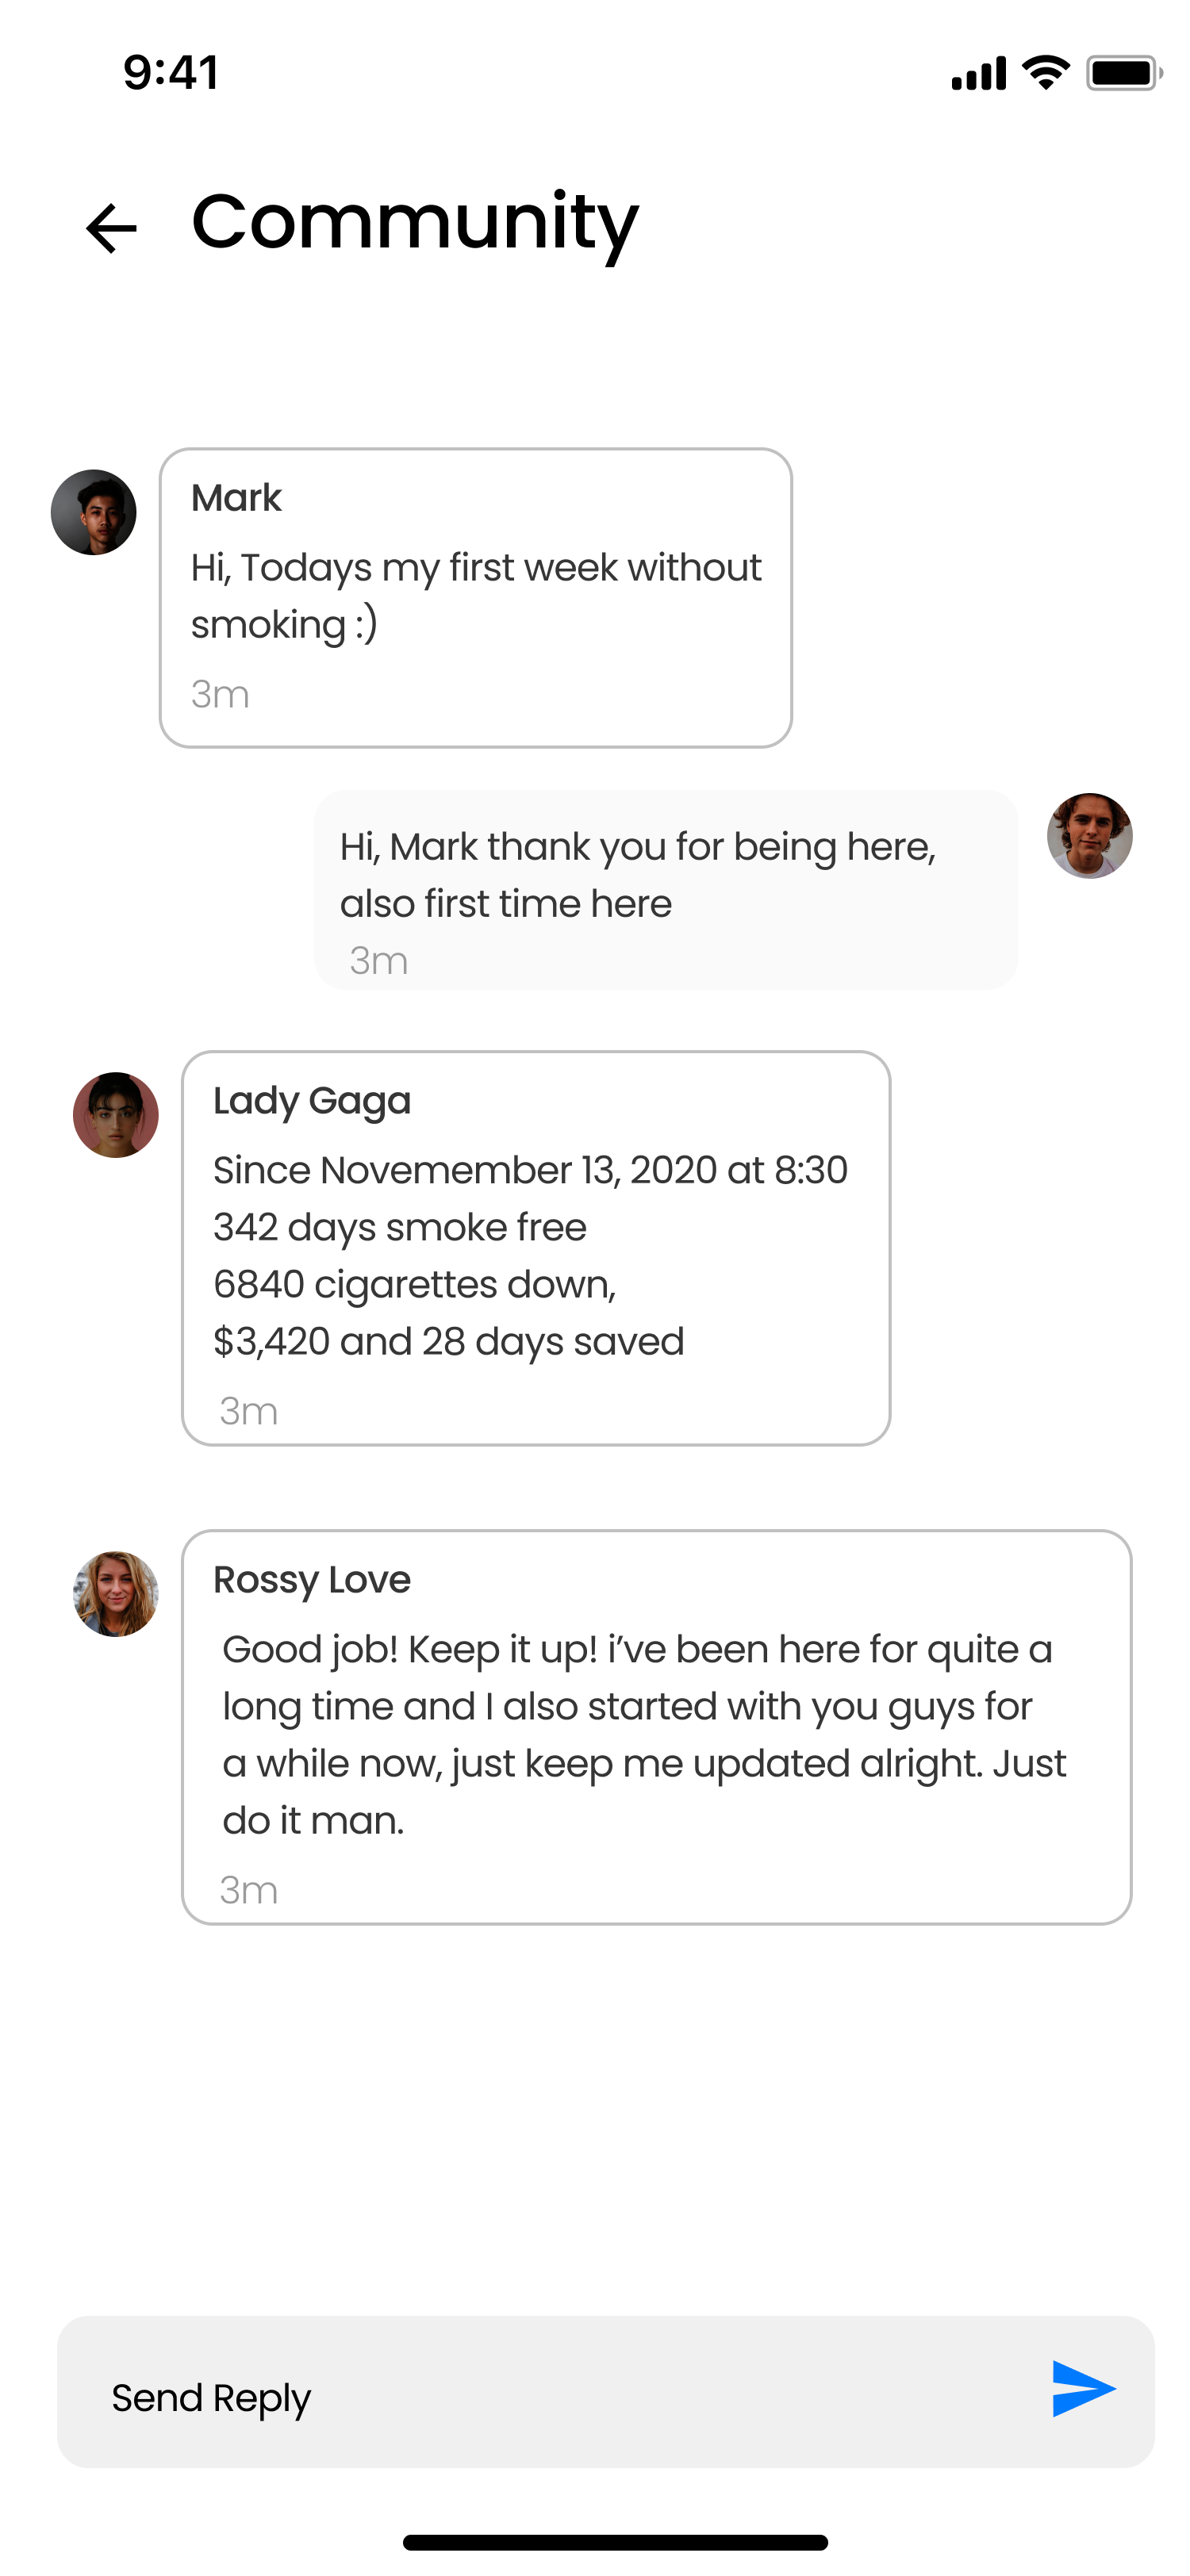 9:41
Community
Mark
Hi, Todays my first week without
smoking :)
3m
Hi, Mark thank you for being here,
also first time here
3m
Lady Gaga
Since Novemember 13, 2020 at 8:30
342 days smoke free
6840 cigarettes down,
$3,420 and 28 days saved
3m
Rossy Love
Good job! Keep it up! i’ve been here for quite a
long time and I also started with you guys for
a while now, just keep me updated alright. Just
do it man.
3m
Send Reply